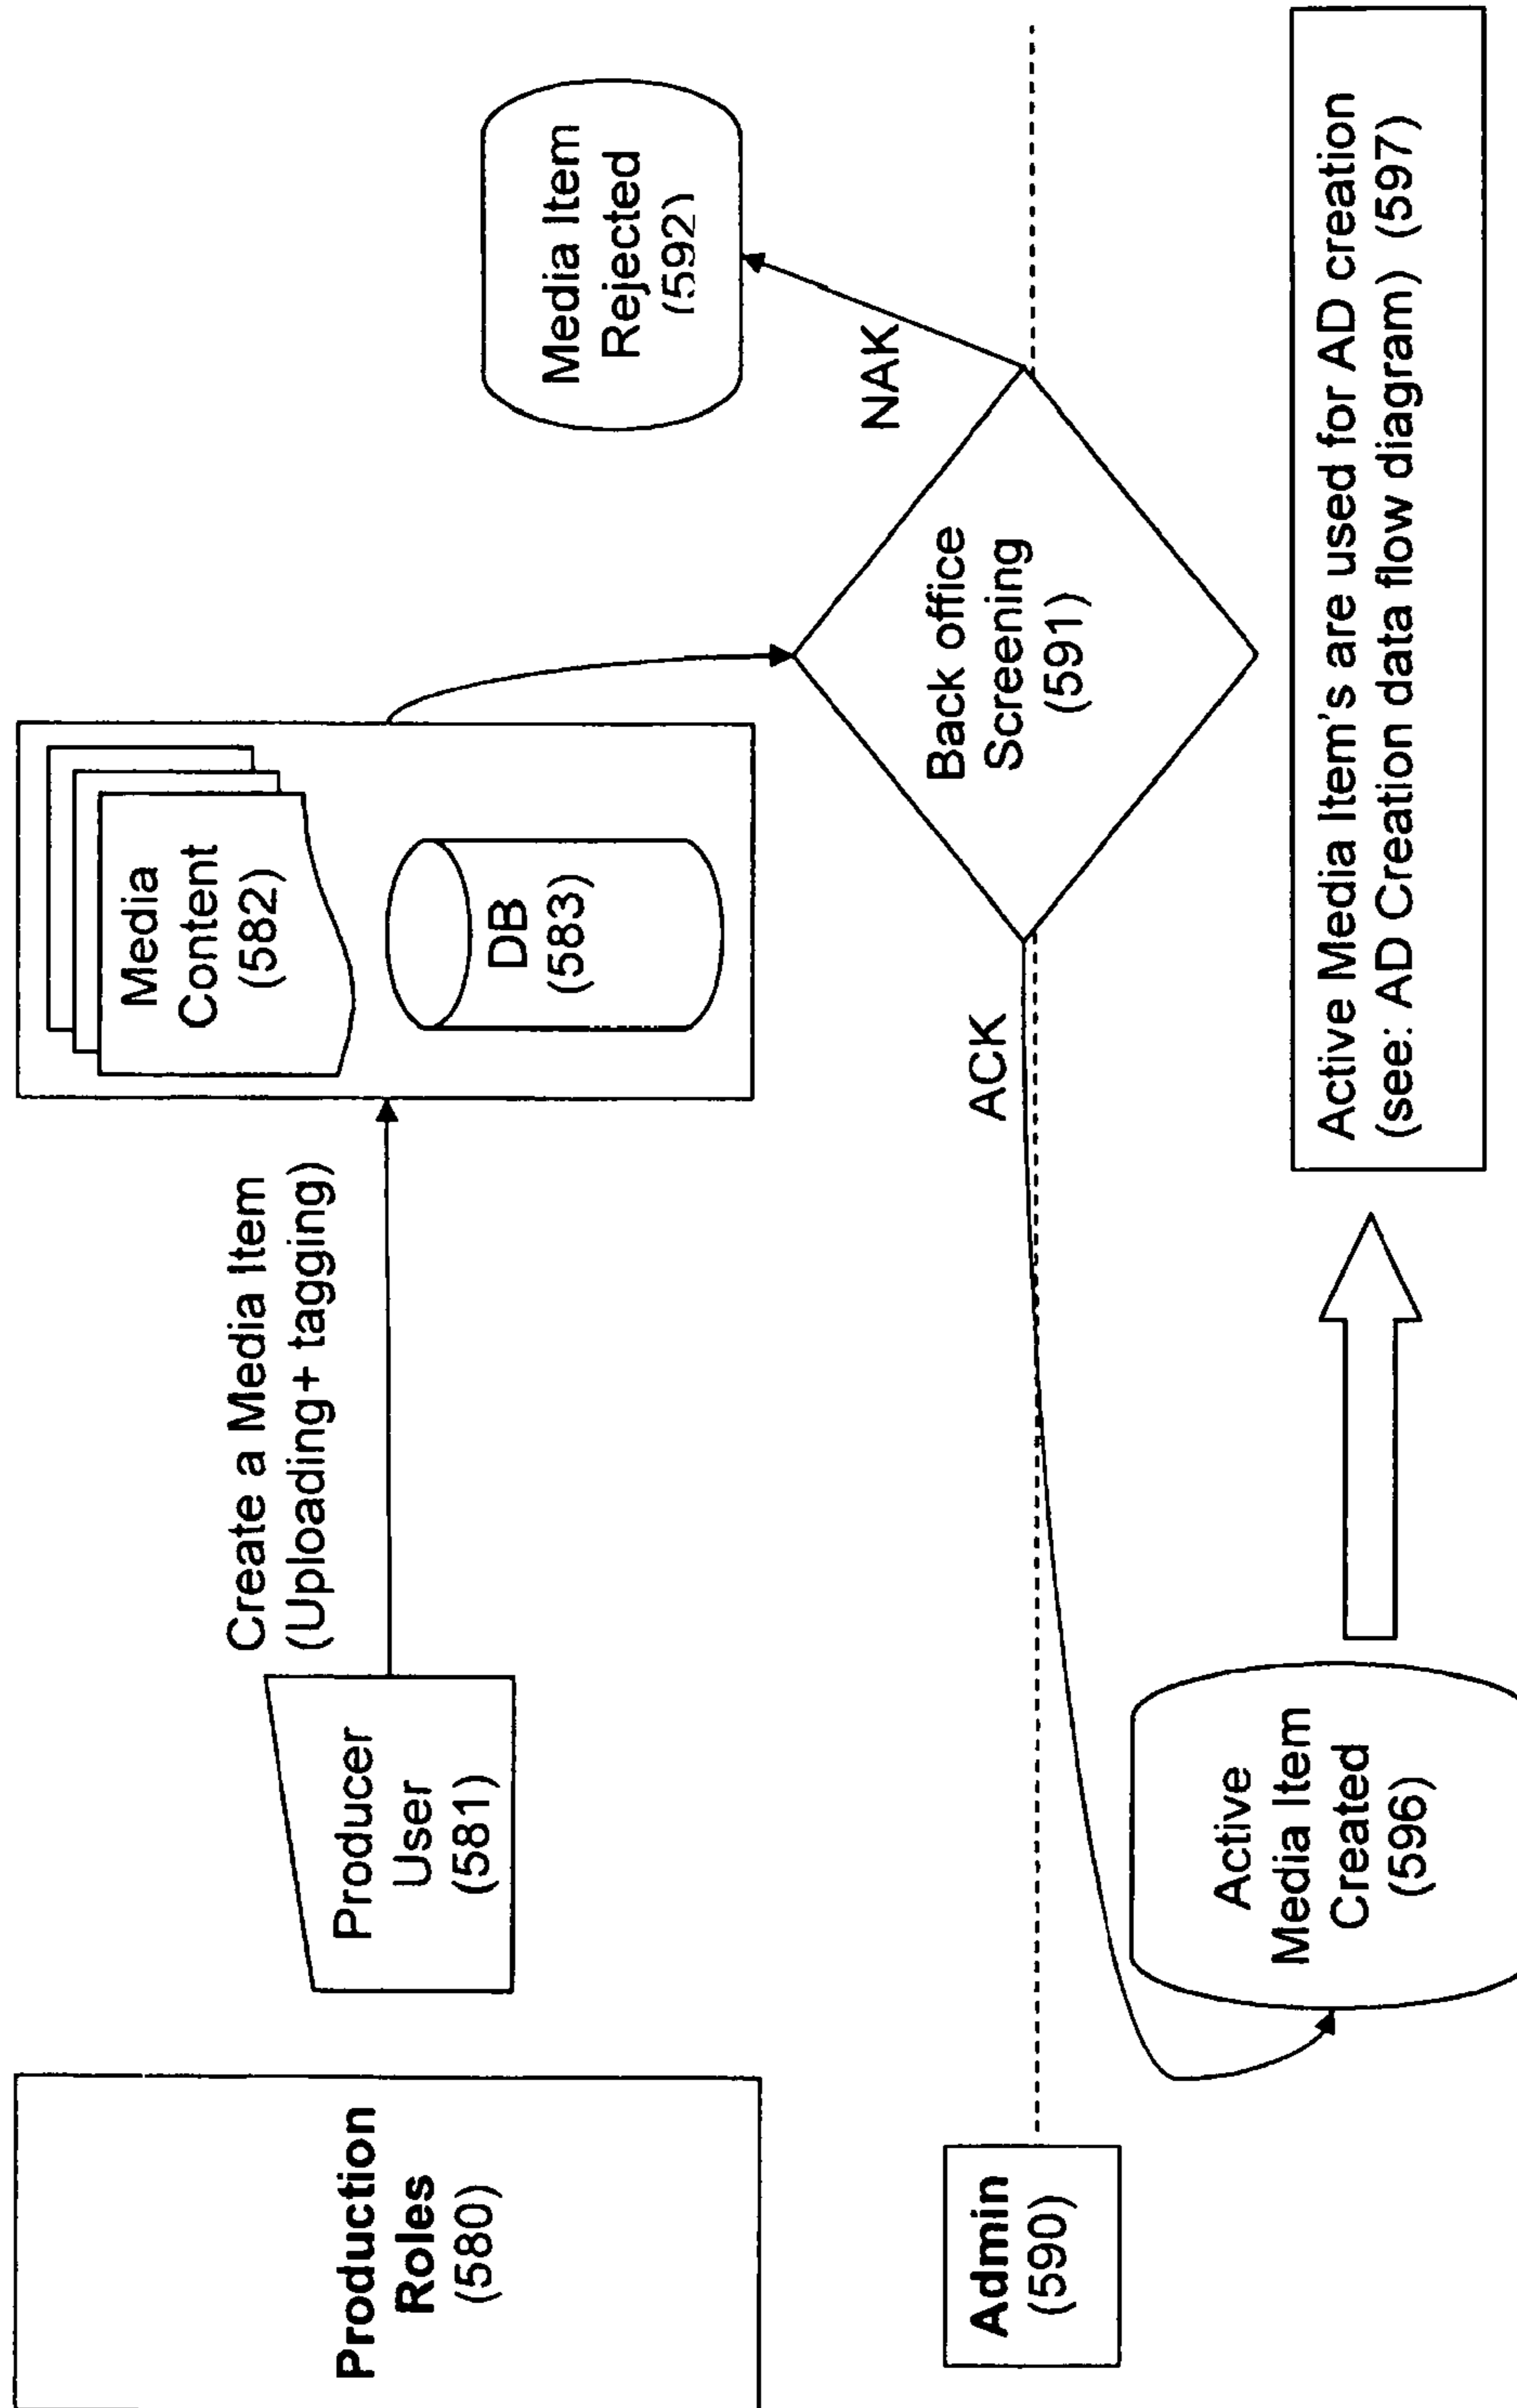 Production
Roles
(580)
Producer
User
(581)
Create a Media Item
(Uploading+ tagging)
Media
Content
(582)
DB
(583)
Media Item
Rejected
(592)
Admin
(590)
ACK
Back office
Screening
(591)
NAK
Active
Media Item
Created
(596)
Active Media Item's are used for AD creation
(see: AD Creation data flow diagram) (597)